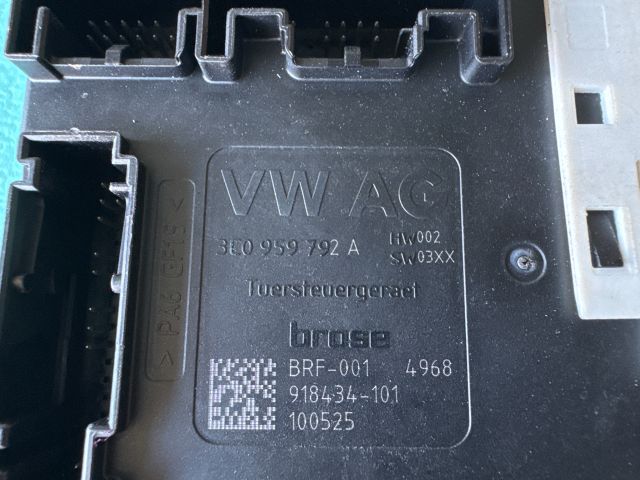 VW AG
3E0 959 792 A HW002
SW03XX
Tuersteuergeraet
brose
BRF-001 4968
918434-101
100525
> PA6 GF15 <